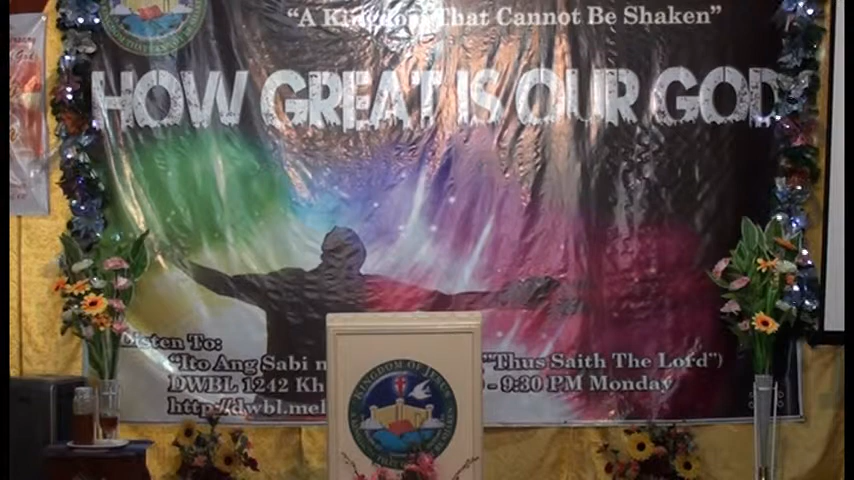 "A Kingdom That Cannot Be Shaken"
HOW GREAT IS OUR GOD
Listen To:
"Ito Ang Sabi n "Thus Saith The Lord")
DWBL 1242 Kh - 9:30 PM Monday
http://dwbl.mel
KINGDOM OF JESUS